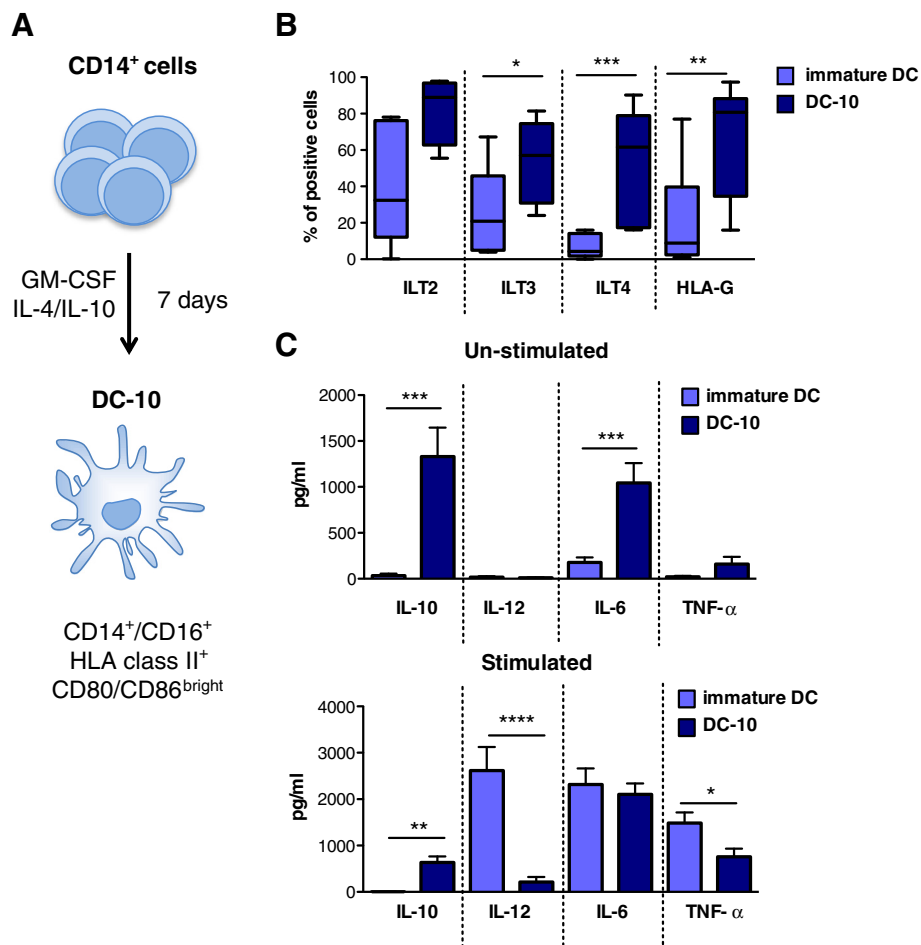 A
CD14⁺ cells
GM-CSF
IL-4/IL-10
7 days
DC-10
CD14⁺/CD16⁺
HLA class II⁺
CD80/CD86ᵇʳⁱᵍʰᵗ
B
% of positive cells
100
80
60
40
20
0
* *** **
immature DC
DC-10
ILT2 ILT3 ILT4 HLA-G
C
Un-stimulated
pg/ml
2000
1500
1000
500
0
*** ***
immature DC
DC-10
IL-10 IL-12 IL-6 TNF- α
Stimulated
pg/ml
4000
3000
2000
1000
0
** **** *
immature DC
DC-10
IL-10 IL-12 IL-6 TNF- α